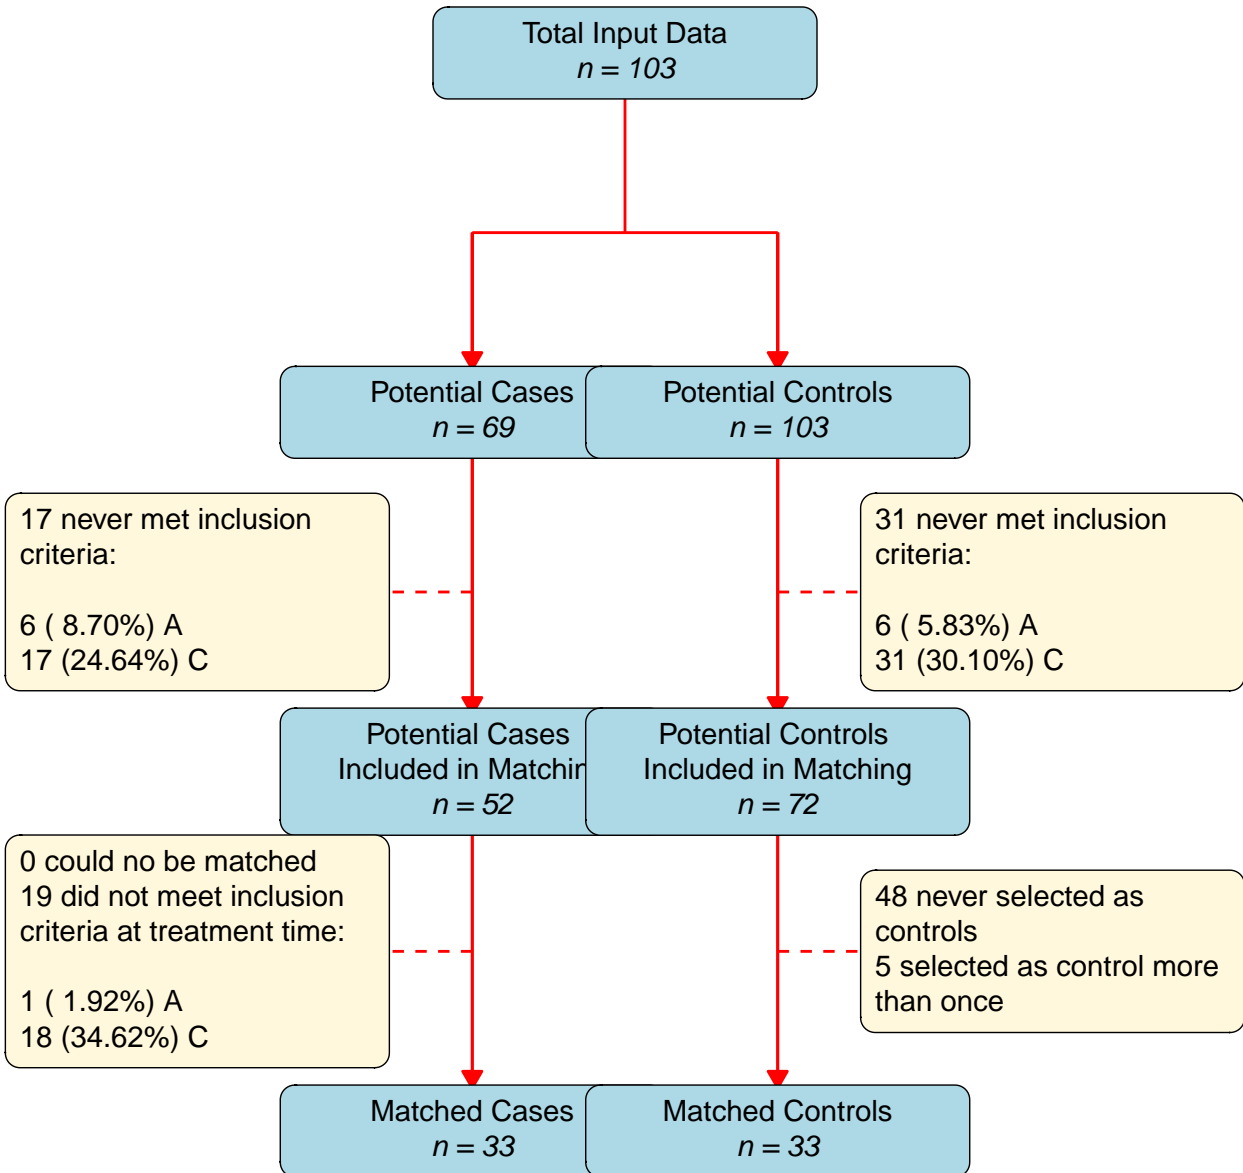 Total Input Data
n = 103
Potential Cases
n = 69
Potential Controls
n = 103
17 never met inclusion
criteria:
6 ( 8.70%) A
17 (24.64%) C
31 never met inclusion
criteria:
6 ( 5.83%) A
31 (30.10%) C
Potential Cases
Included in Matchin
n = 52
Potential Controls
Included in Matching
n = 72
0 could no be matched
19 did not meet inclusion
criteria at treatment time:
1 ( 1.92%) A
18 (34.62%) C
48 never selected as
controls
5 selected as control more
than once
Matched Cases
n = 33
Matched Controls
n = 33